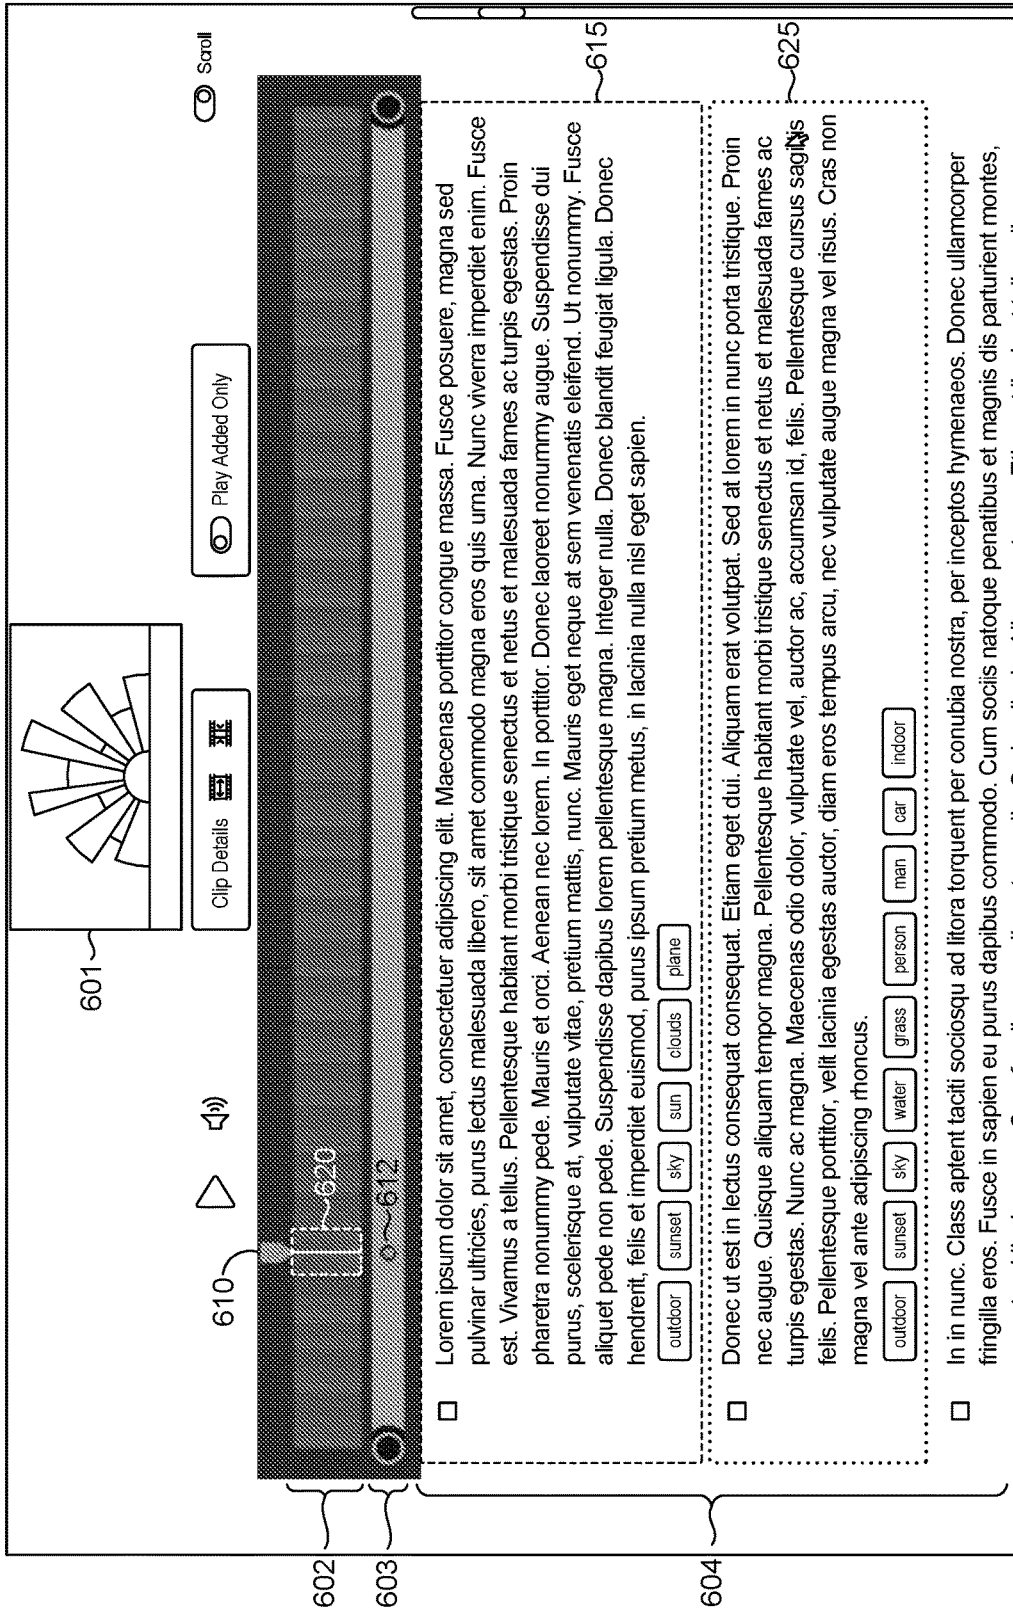 601
Clip Details
Play Added Only
Scroll
610
620
602
612
603
604
615
Lorem ipsum dolor sit amet, consectetuer adipiscing elit. Maecenas porttitor congue massa. Fusce posuere, magna sed
pulvinar ultricies, purus lectus malesuada libero, sit amet commodo magna eros quis urna. Nunc viverra imperdiet enim. Fusce
est. Vivamus a tellus. Pellentesque habitant morbi tristique senectus et netus et malesuada fames ac turpis egestas. Proin
pharetra nonummy pede. Mauris et orci. Aenean nec lorem. In porttitor. Donec laoreet nonummy augue. Suspendisse dui
purus, scelerisque at, vulputate vitae, pretium mattis, nunc. Mauris eget neque at sem venenatis eleifend. Ut nonummy. Fusce
aliquet pede non pede. Suspendisse dapibus lorem pellentesque magna. Integer nulla. Donec blandit feugiat ligula. Donec
hendrerit, felis et imperdiet euismod, purus ipsum pretium metus, in lacinia nulla nisl eget sapien.
outdoor sunset sky sun clouds plane
625
Donec ut est in lectus consequat consequat. Etiam eget dui. Aliquam erat volutpat. Sed at lorem in nunc porta tristique. Proin
nec augue. Quisque aliquam tempor magna. Pellentesque habitant morbi tristique senectus et netus et malesuada fames ac
turpis egestas. Nunc ac magna. Maecenas odio dolor, vulputate vel, auctor ac, accumsan id, felis. Pellentesque cursus sagittis
felis. Pellentesque porttitor, velit lacinia egestas auctor, diam eros tempus arcu, nec vulputate augue magna vel risus. Cras non
magna vel ante adipiscing rhoncus.
outdoor sunset sky water grass person man car indoor
In in nunc. Class aptent taciti sociosqu ad litora torquent per conubia nostra, per inceptos hymenaeos. Donec ullamcorper
fringilla eros. Fusce in sapien eu purus dapibus commodo. Cum sociis natoque penatibus et magnis dis parturient montes,